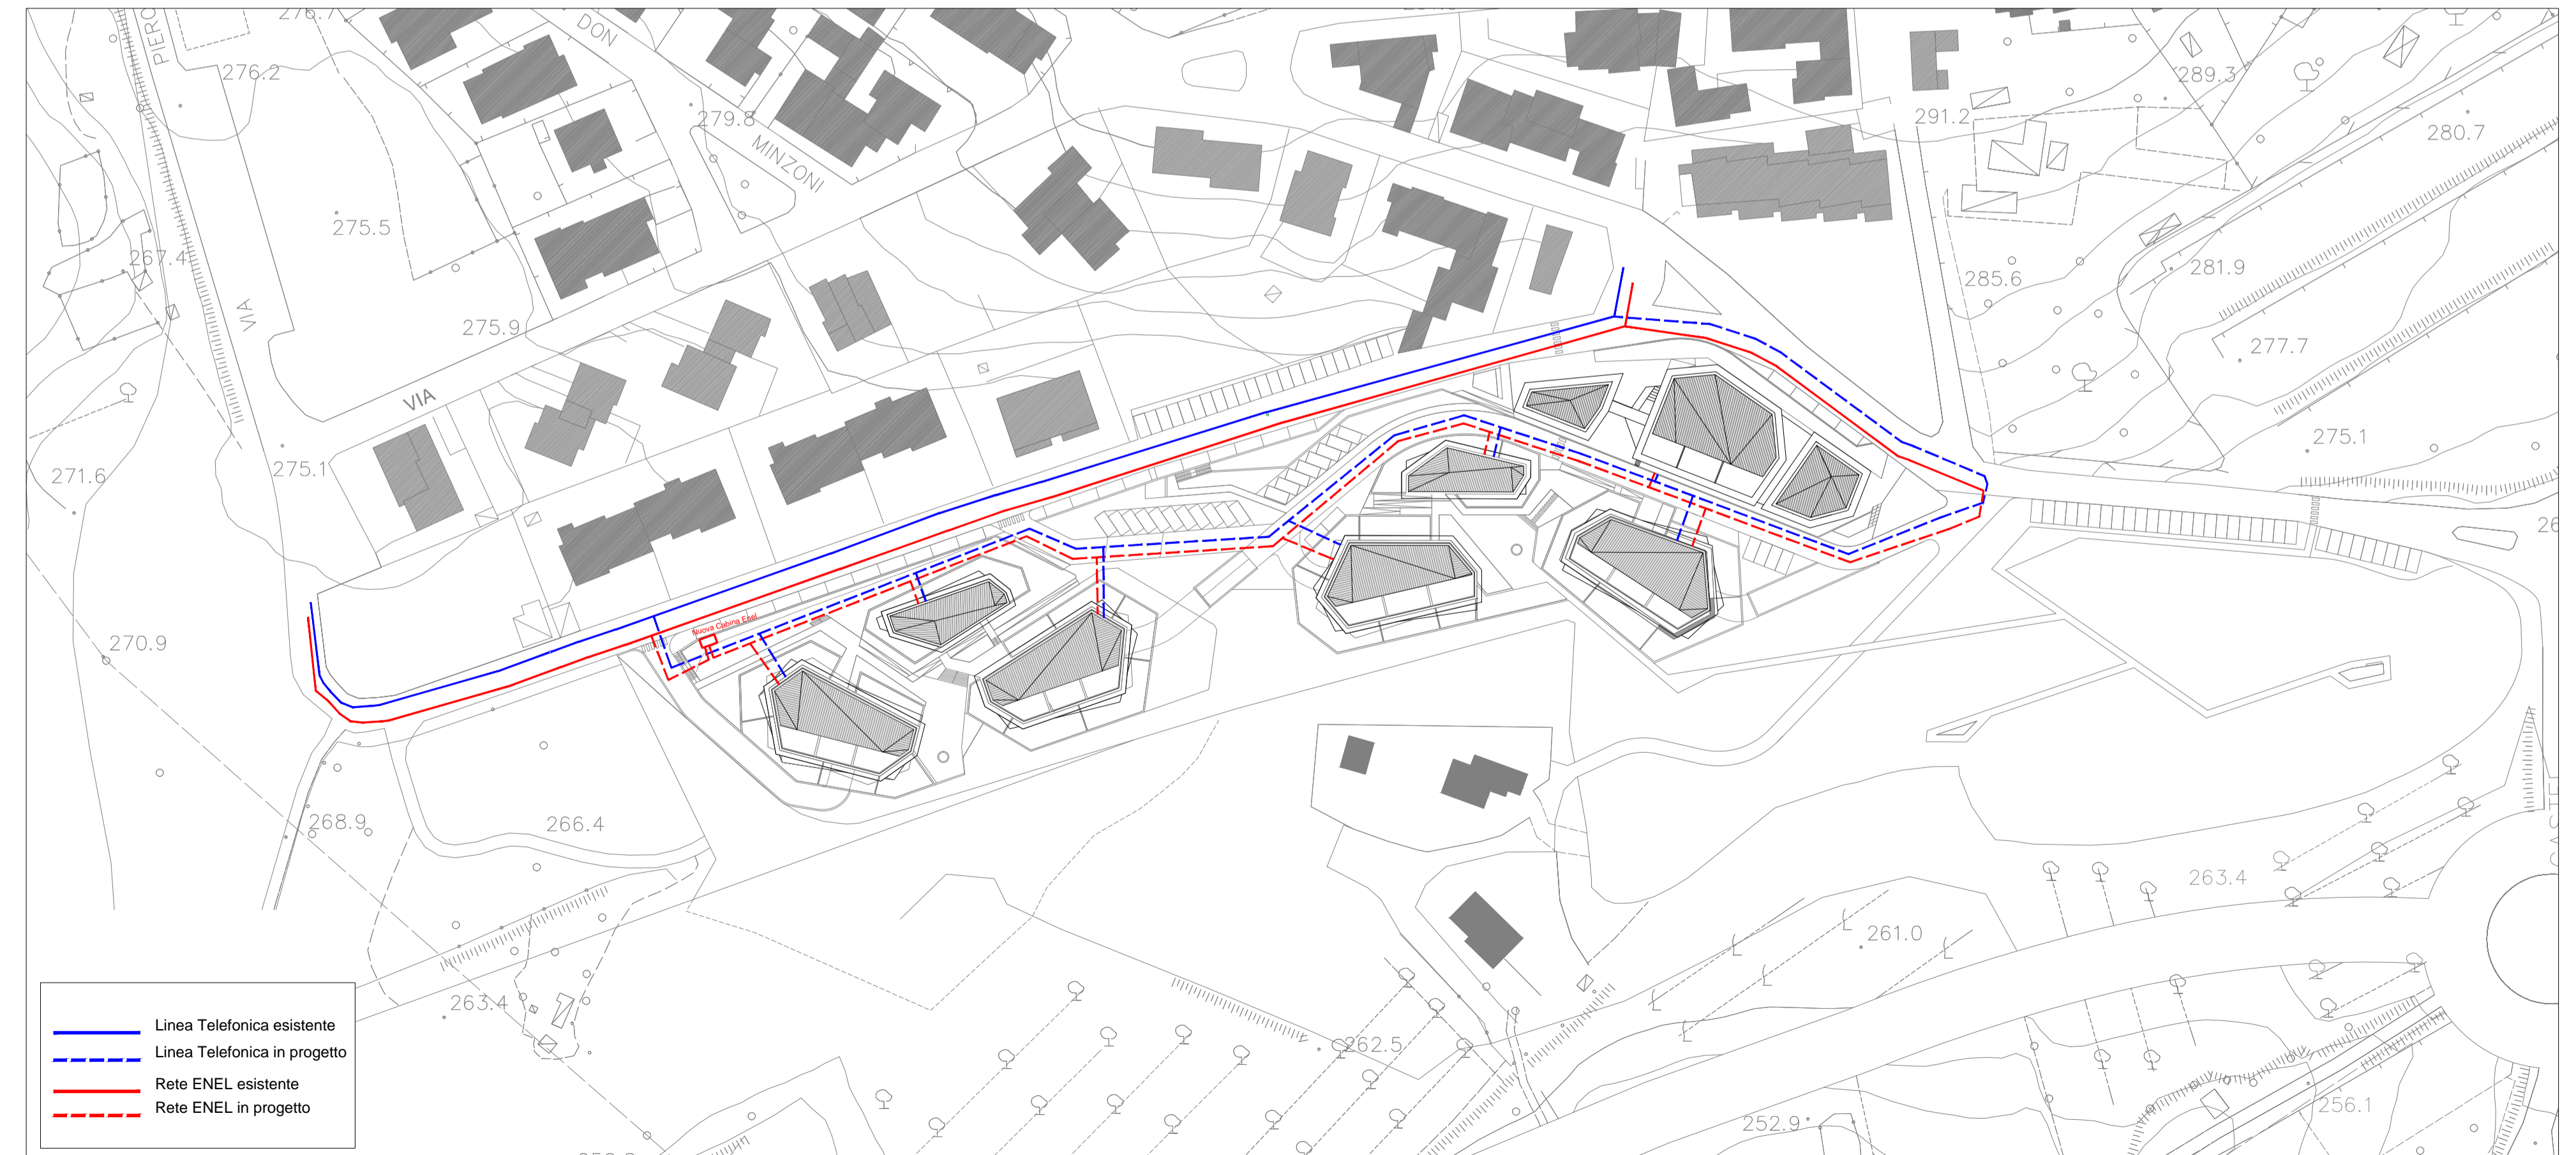 276.7
PIERO
276.2
DON
279.8
MINZONI
289.3
291.2
280.7
275.5
267.4
VIA
275.9
281.9
285.6
277.7
VIA
275.1
271.6
275.1
Nuova Cabina Enel
270.9
268.9
266.4
263.4
261.0
263.4
262.5
252.9
256.1
Linea Telefonica esistente
Linea Telefonica in progetto
Rete ENEL esistente
Rete ENEL in progetto